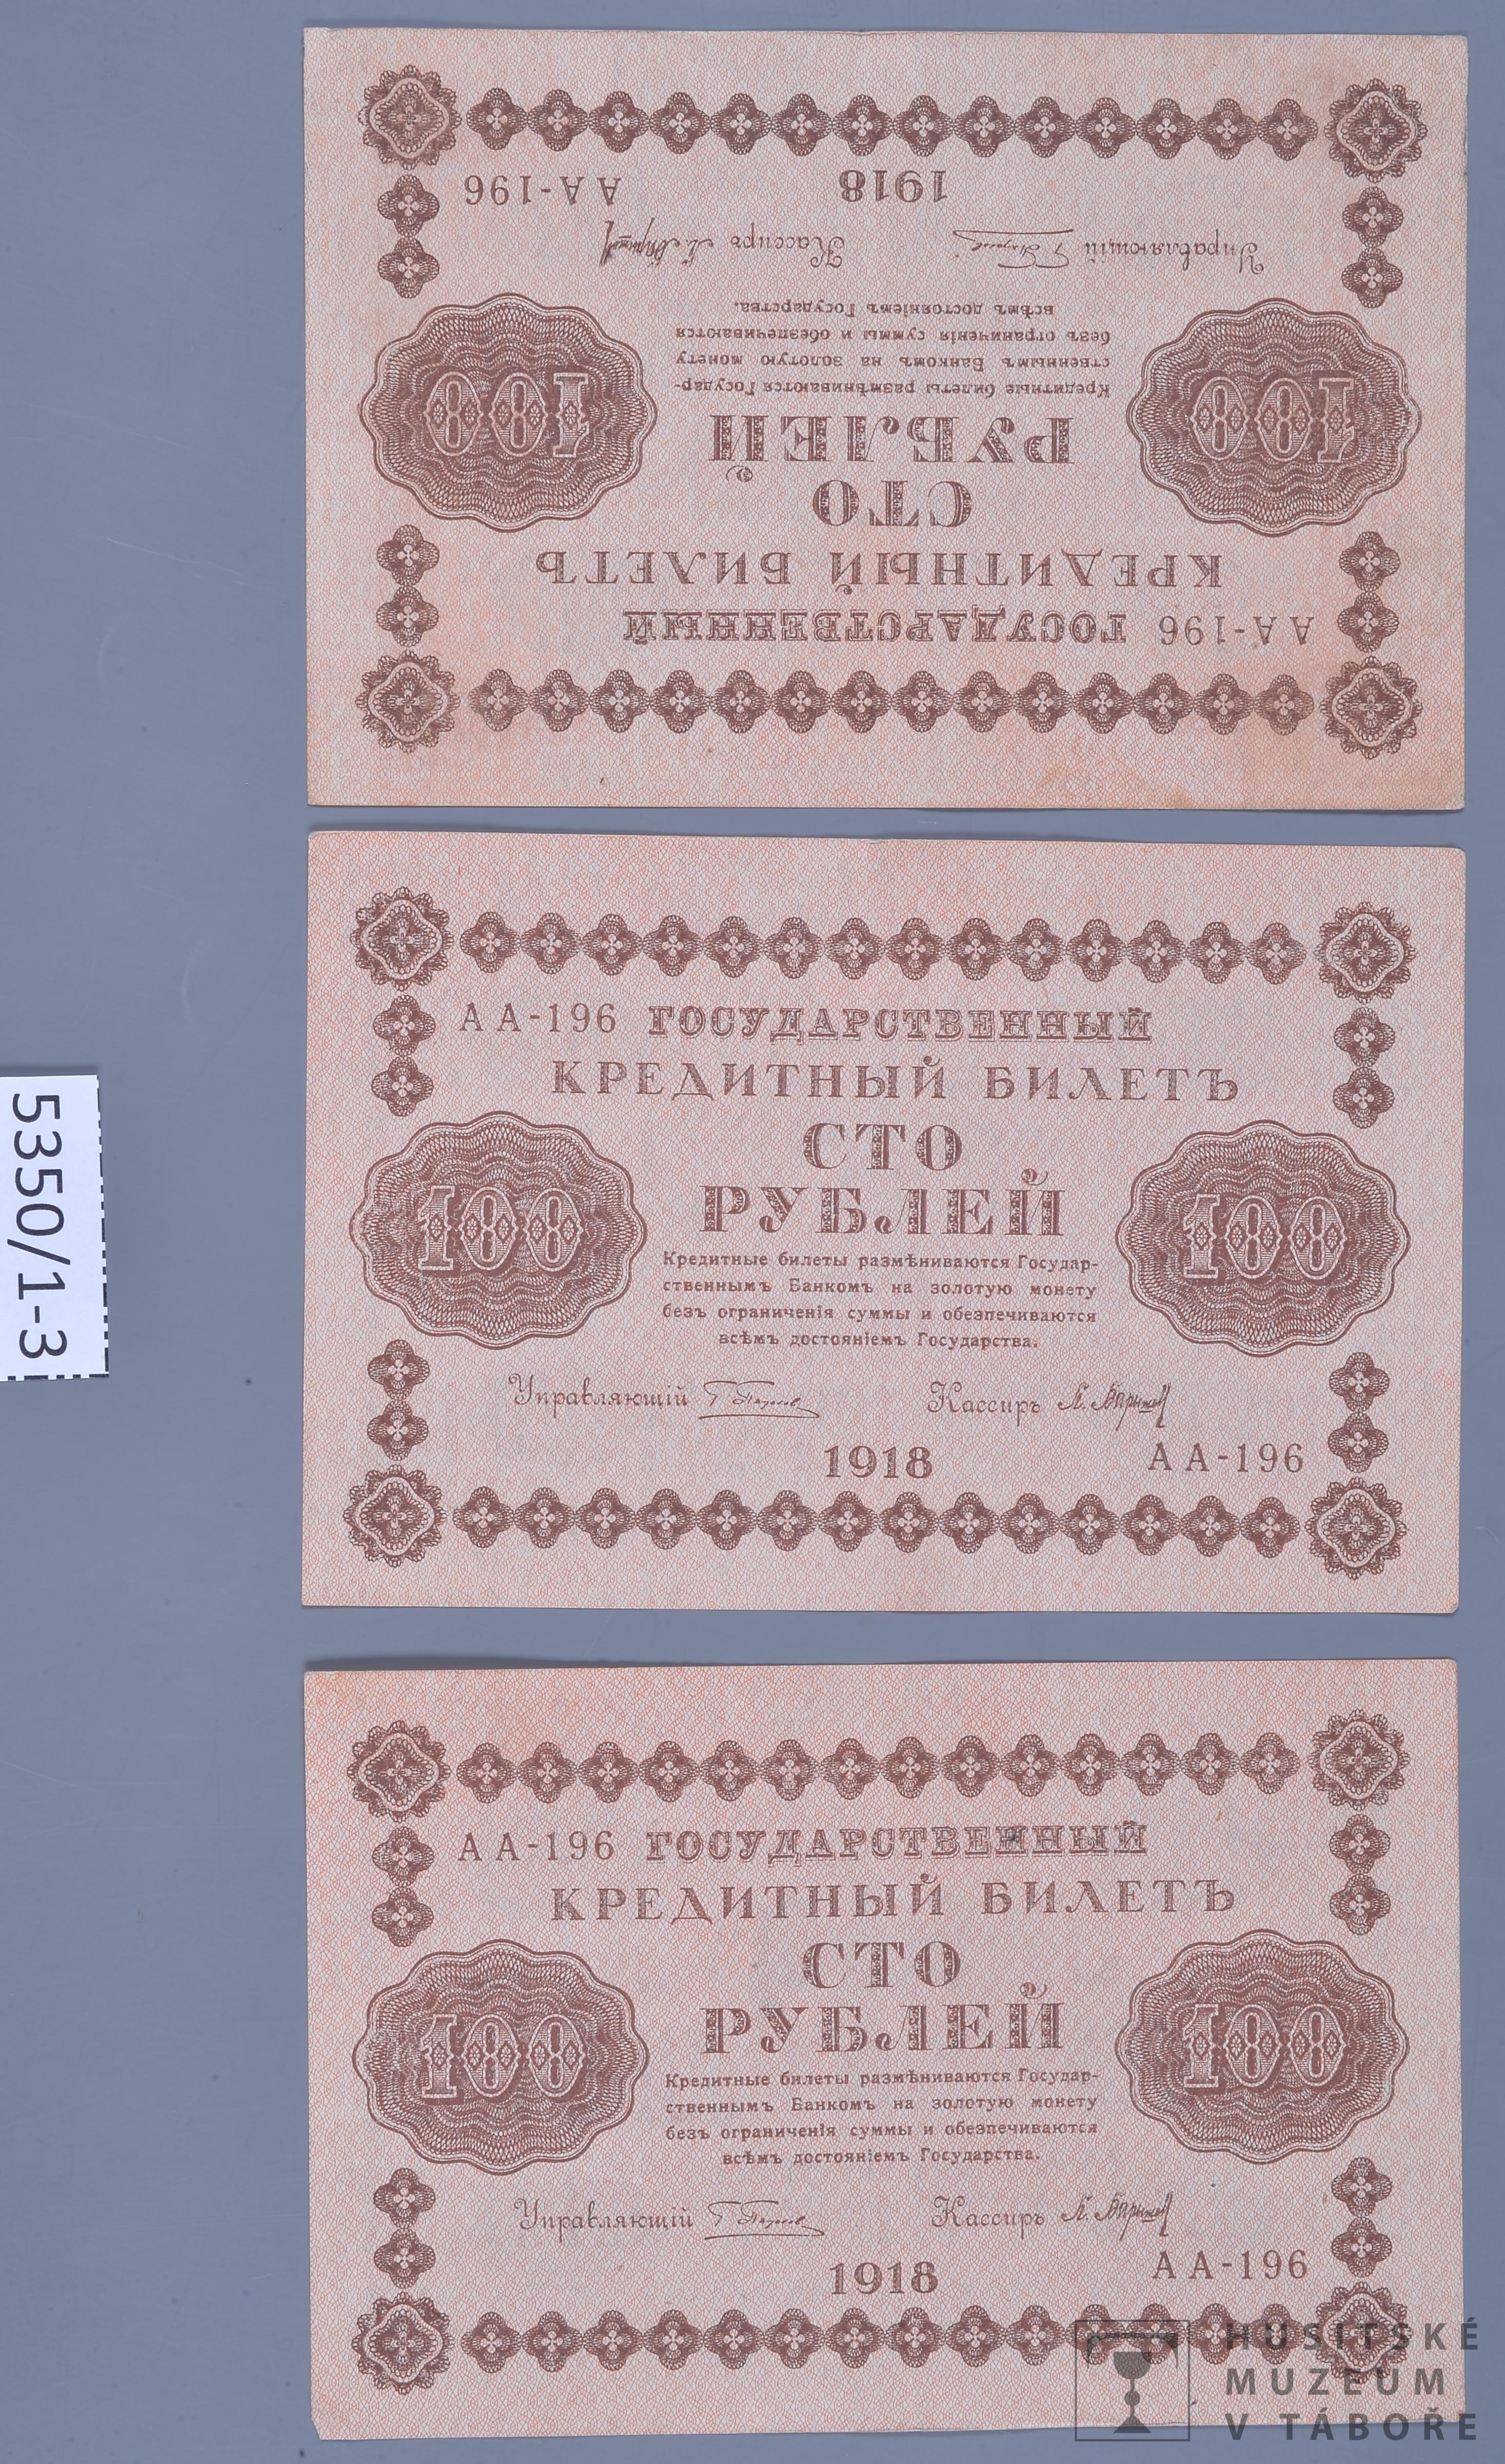 АА-196 ГОСУДАРСТВЕННЫЙ
КРЕДИТНЫЙ БИЛЕТЪ
СТО
РУБЛЕЙ
100 100
Кредитные билеты размѣниваются Государ-
ственнымъ Банкомъ на золотую монету
безъ ограниченія суммы и обезпечиваются
всѣмъ достояніемъ Государства.
Управляющій Кассиръ
1918
АА-196
АА-196 ГОСУДАРСТВЕННЫЙ
КРЕДИТНЫЙ БИЛЕТЪ
СТО
РУБЛЕЙ
100 100
Кредитные билеты размѣниваются Государ-
ственнымъ Банкомъ на золотую монету
безъ ограниченія суммы и обезпечиваются
всѣмъ достояніемъ Государства.
Управляющій Кассиръ
1918 АА-196
АА-196 ГОСУДАРСТВЕННЫЙ
КРЕДИТНЫЙ БИЛЕТЪ
СТО
РУБЛЕЙ
100 100
Кредитные билеты размѣниваются Государ-
ственнымъ Банкомъ на золотую монету
безъ ограниченія суммы и обезпечиваются
всѣмъ достояніемъ Государства.
Управляющій Кассиръ
1918 АА-196
5350/1-3
HUSITSKÉ
MUZEUM
V TÁBOŘE